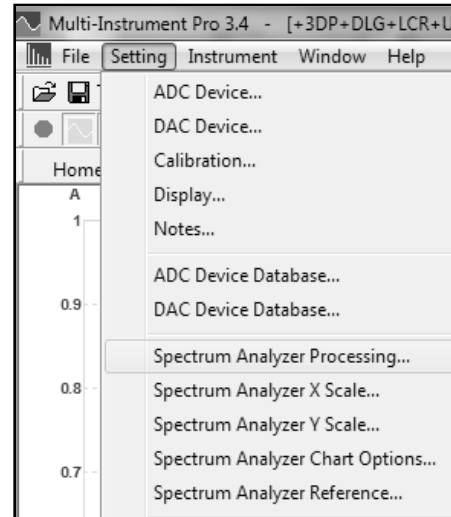 Multi-Instrument Pro 3.4 - [+3DP+DLG+LCR+U
File Setting Instrument Window Help
ADC Device...
DAC Device...
Calibration...
Home
Display...
A
1
Notes...
ADC Device Database...
0.9
DAC Device Database...
Spectrum Analyzer Processing...
0.8
Spectrum Analyzer X Scale...
Spectrum Analyzer Y Scale...
Spectrum Analyzer Chart Options...
0.7
Spectrum Analyzer Reference...